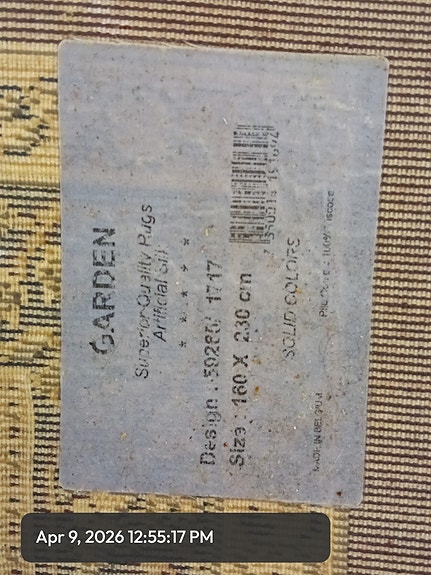 GARDEN
Superior Quality Rugs
Artificial Silk
* * * * *
Design : 50265/ 1717
Size : 160 X 230 cm
SOLID COLORS
MADE IN BELGIUM
Apr 9, 2026 12:55:17 PM